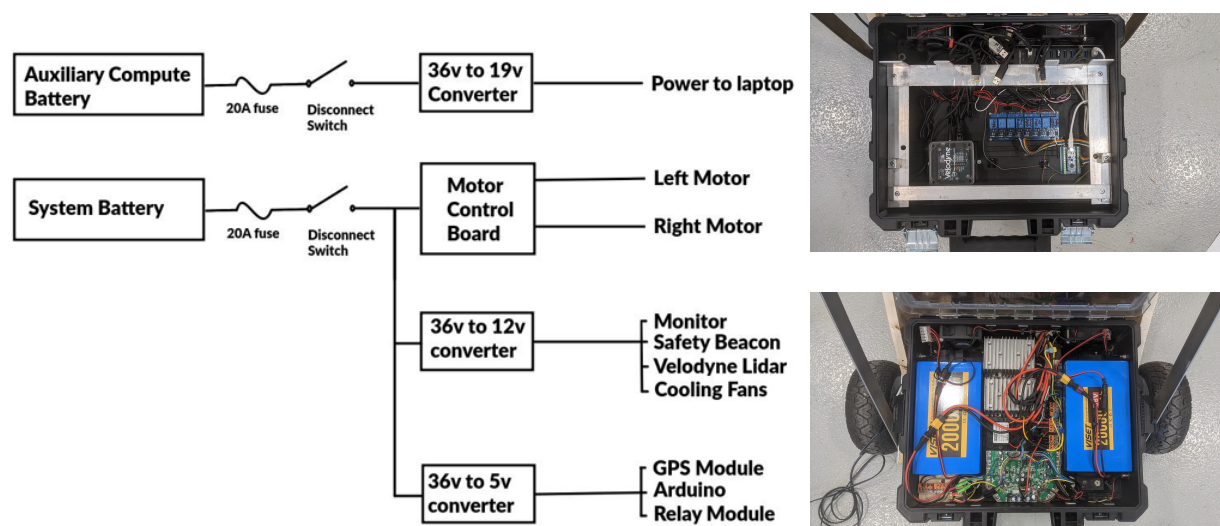 Auxiliary Compute
Battery
20A fuse
Disconnect
Switch
36v to 19v
Converter
Power to laptop
System Battery
20A fuse
Disconnect
Switch
Motor
Control
Board
Left Motor
Right Motor
36v to 12v
converter
Monitor
Safety Beacon
Velodyne Lidar
Cooling Fans
36v to 5v
converter
GPS Module
Arduino
Relay Module
Velodyne
VISET
VISET